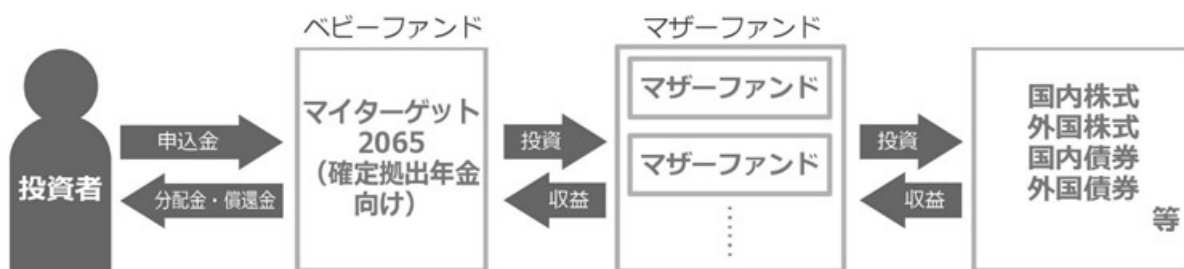 ベビーファンド
マザーファンド
投資者
申込金
分配金・償還金
マイターゲット
2065
（確定拠出年金
向け）
投資
収益
マザーファンド
マザーファンド
投資
収益
国内株式
外国株式
国内債券
外国債券
等